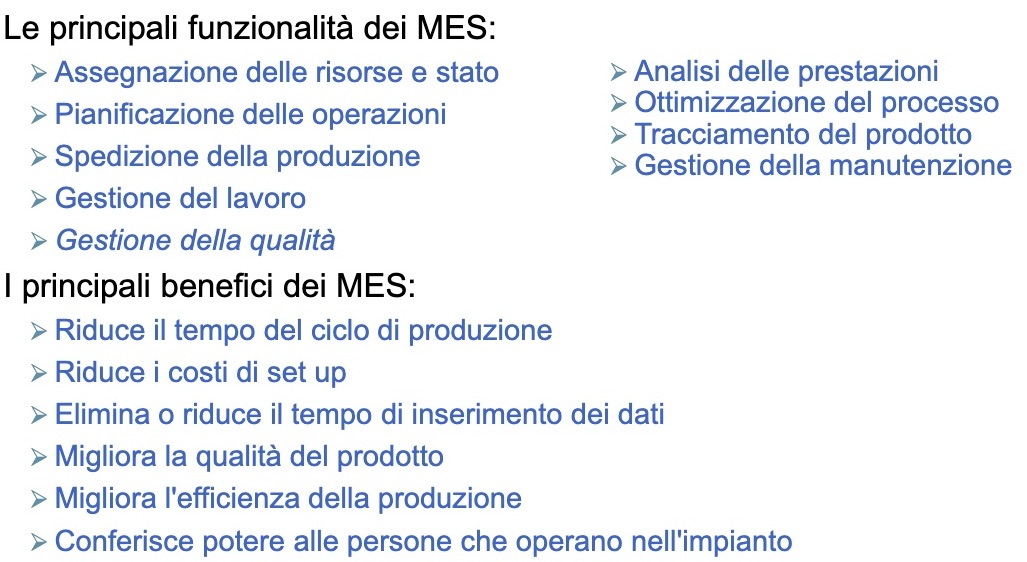 Le principali funzionalità dei MES:
➢ Assegnazione delle risorse e stato
➢ Pianificazione delle operazioni
➢ Spedizione della produzione
➢ Gestione del lavoro
➢ Gestione della qualità
➢ Analisi delle prestazioni
➢ Ottimizzazione del processo
➢ Tracciamento del prodotto
➢ Gestione della manutenzione
I principali benefici dei MES:
➢ Riduce il tempo del ciclo di produzione
➢ Riduce i costi di set up
➢ Elimina o riduce il tempo di inserimento dei dati
➢ Migliora la qualità del prodotto
➢ Migliora l'efficienza della produzione
➢ Conferisce potere alle persone che operano nell'impianto